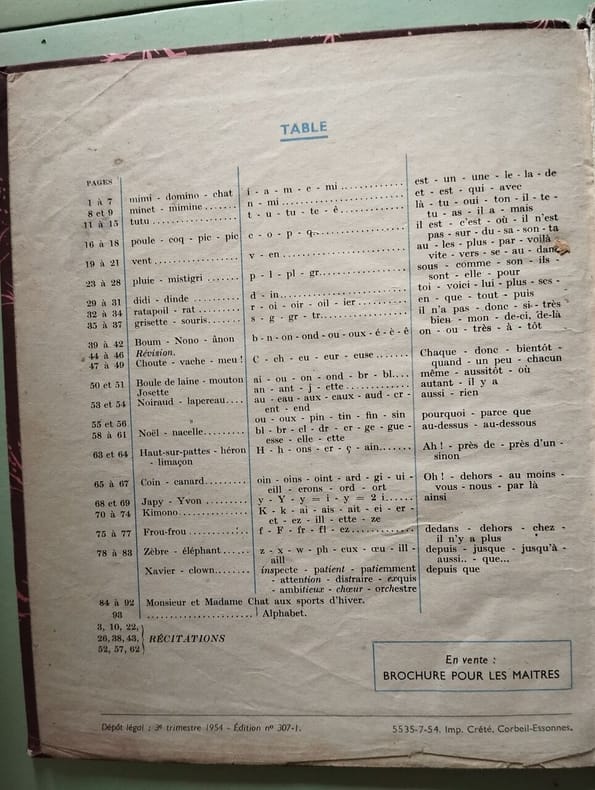 TABLE
PAGES
1 à 7 mimi - domino - chat i - a - m - e - mi........... est - un - une - le - la - de
et - est - qui - avec
8 et 9 minet - mimine....... n - mi............. là - tu - oui - ton - il - te -
tu - as - il a - mais
11 à 15 tutu............... t - u - tu - te - ê........... il est - c'est - où - il n'est
pas - sur - du - sa - son - ta
16 à 18 poule - coq - pic - pic c - o - p - q........... au - les - plus - par - voilà
vite - vers - se - au - dans
19 à 21 vent............... v - en............. sous - comme - son - ils -
sont - elle - pour
23 à 28 pluie - mistigri....... p - l - pl - gr........... toi - voici - lui - plus - ses -
en - que - tout - puis
29 à 31 didi - dinde......... d - in............. il n'a pas - donc - si - très
32 à 34 ratapoil - rat......... r - oi - oir - oil - ier........... bien - mon - de-ci, de-là
35 à 37 grisette - souris....... s - g - gr - tr........... on - ou - très - à - tôt
39 à 42 Boum - Nono - ânon b - n - on - ond - ou - oux - é - è - ê
44 à 46 Révision.
47 à 49 Choute - vache - meu ! C - ch - eu - eur - euse........ Chaque - donc - bientôt -
quand - un peu - chacun
50 et 51 Boule de laine - mouton ai - ou - on - ond - br - bl.... même - aussitôt - où
Josette an - ant - j - ette........... autant - il y a
53 et 54 Noiraud - lapereau.... au - eau - aux - caux - aud - cr - aussi - rien
ent - end
55 et 56 " ou - oux - pin - tin - fin - sin pourquoi - parce que
58 à 61 Noël - nacelle........ bl - br - cl - dr - cr - ge - gue - au-dessus - au-dessous
esse - elle - ette
63 et 64 Haut-sur-pattes - héron H - h - ons - er - ç - ain..... Ah ! - près de - près d'un -
- limaçon sinon
65 à 67 Coin - canard........ oin - oins - oint - ard - gi - ui - Oh ! - dehors - au moins -
eill - erons - ord - ort vous - nous - par là
68 et 69 Japy - Yvon......... y - Y - y = i - y = 2 i...... ainsi
70 à 74 Kimono............ K - k - ai - ais - ait - ei - er -
et - ez - ill - ette - ze
75 à 77 Frou-frou............ f - F - fr - fl - ez........... dedans - dehors - chez -
il n'y a plus
78 à 83 Zèbre - éléphant..... z - x - w - ph - eux - œu - ill - depuis - jusque - jusqu'à -
aill aussi.. - que...
Xavier - clown....... inspecte - patient - patiemment depuis que
- attention - distraire - exquis
- ambitieux - chœur - orchestre
84 à 92 Monsieur et Madame Chat aux sports d'hiver.
93 ..................... Alphabet.
3, 10, 22,
26, 38, 43, RÉCITATIONS
52, 57, 62
En vente :
BROCHURE POUR LES MAITRES
Dépôt légal : 3e trimestre 1954 - Édition nº 307-1.
5535-7-54. Imp. Crété, Corbeil-Essonnes.